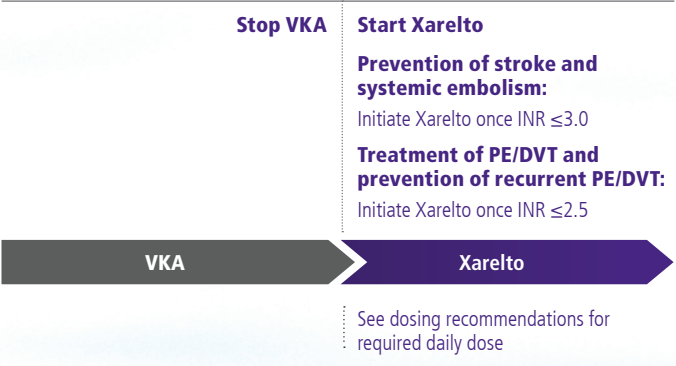 Stop VKA
Start Xarelto
Prevention of stroke and
systemic embolism:
Initiate Xarelto once INR ≤3.0
Treatment of PE/DVT and
prevention of recurrent PE/DVT:
Initiate Xarelto once INR ≤2.5
VKA
Xarelto
See dosing recommendations for
required daily dose